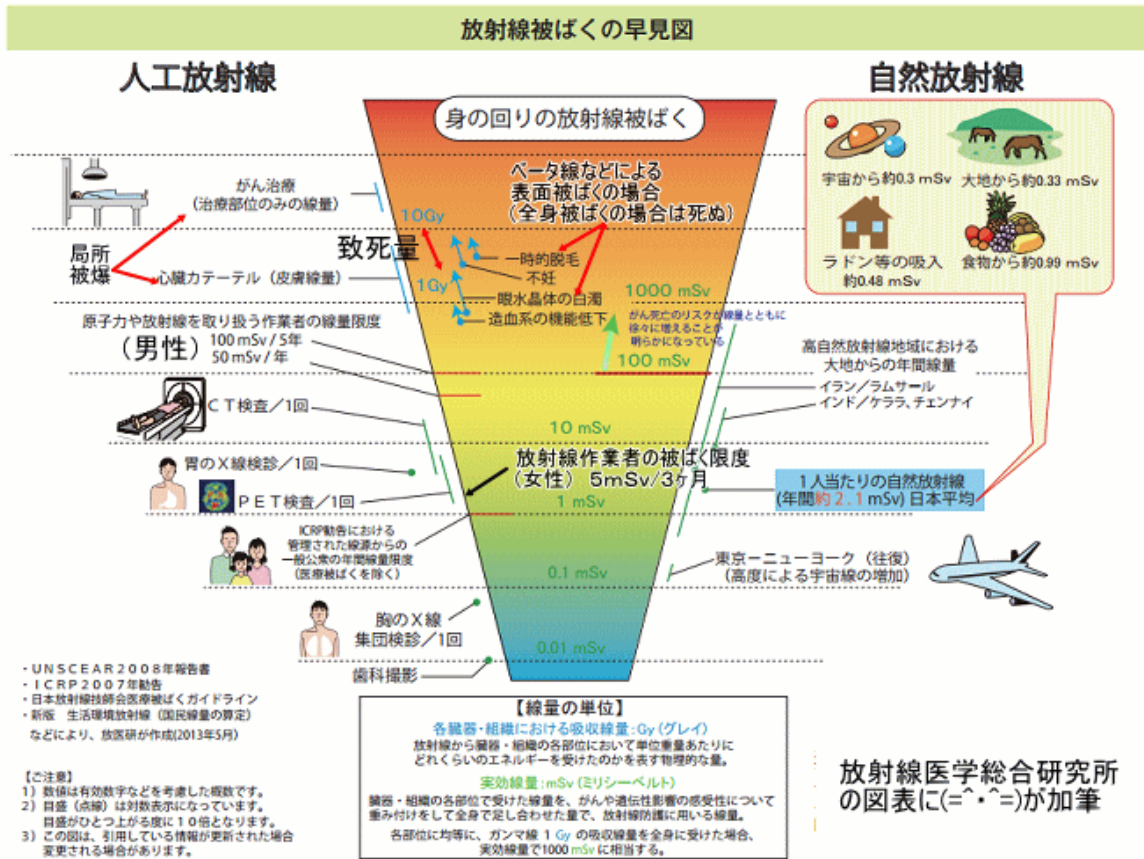 放射線被ばくの早見図
人工放射線
自然放射線
身の回りの放射線被ばく
がん治療
(治療部位のみの線量)
局所
被爆
心臓カテーテル(皮膚線量)
致死量
10Gy
1Gy
ベータ線などによる
表面被ばくの場合
(全身被ばくの場合は死ぬ)
一時的脱毛
不妊
眼水晶体の白濁
造血系の機能低下
1000 mSv
がん死亡のリスクが線量とともに
徐々に増えることが
明らかになっている
100 mSv
宇宙から約0.3 mSv
大地から約0.33 mSv
ラドン等の吸入
約0.48 mSv
食物から約0.99 mSv
原子力や放射線を取り扱う作業者の線量限度
(男性)
100 mSv / 5年
50 mSv / 年
高自然放射線地域における
大地からの年間線量
イラン/ラムサール
インド/ケララ、チェンナイ
CT検査/1回
10 mSv
胃のX線検診/1回
PET検査/1回
放射線作業者の被ばく限度
(女性) 5mSv/3ヶ月
1 mSv
1人当たりの自然放射線
(年間約2.1mSv) 日本平均
ICRP勧告における
管理された線源からの
一般公衆の年間線量限度
(医療被ばくを除く)
0.1 mSv
東京ーニューヨーク(往復)
(高度による宇宙線の増加)
胸のX線
集団検診/1回
0.01 mSv
歯科撮影
・UNSCEAR2008年報告書
・ICRP2007年勧告
・日本放射線技師会医療被ばくガイドライン
・新版 生活環境放射線(国民線量の算定)
などにより、放医研が作成(2013年5月)
【ご注意】
1)数値は有効数字などを考慮した概数です。
2)目盛(点線)は対数表示になっています。
目盛がひとつ上がる度に10倍となります。
3)この図は、引用している情報が更新された場合
変更される場合があります。
【線量の単位】
各臓器・組織における吸収線量:Gy(グレイ)
放射線から臓器・組織の各部位において単位重量あたりに
どれくらいのエネルギーを受けたのかを表す物理的な量。
実効線量:mSv(ミリシーベルト)
臓器・組織の各部位で受けた線量を、がんや遺伝性影響の感受性について
重み付けをして全身で足し合わせた量で、放射線防護に用いる線量。
各部位に均等に、ガンマ線 1 Gy の吸収線量を全身に受けた場合、
実効線量で1000 mSvに相当する。
放射線医学総合研究所
の図表に(=^・^=)が加筆